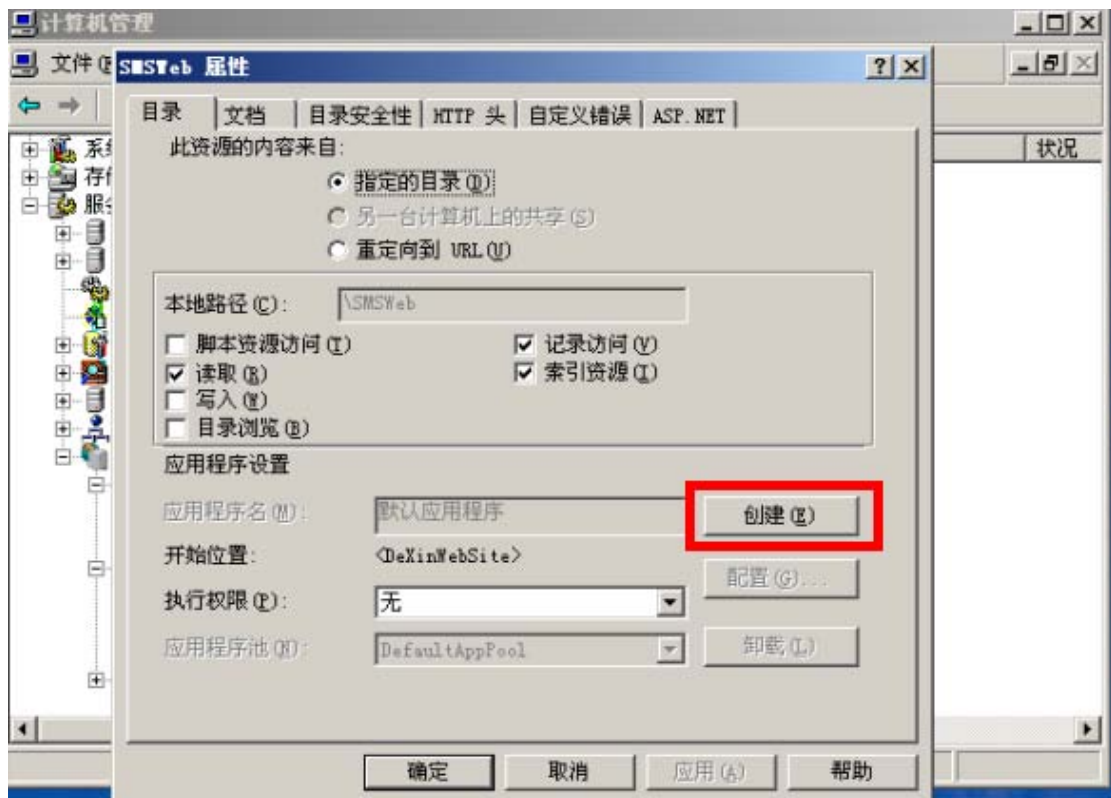 计算机管理
文件(F
SMSWeb 属性
目录 文档 目录安全性 HTTP 头 自定义错误 ASP.NET
状况
此资源的内容来自:
系
存
服
指定的目录(D)
另一台计算机上的共享(S)
重定向到 URL(U)
本地路径(C): \SMSWeb
脚本资源访问(T) 记录访问(V)
读取(R) 索引资源(I)
写入(W)
目录浏览(B)
应用程序设置
应用程序名(M): 默认应用程序 创建(E)
开始位置: <DeXinWebSite>
配置(G)...
执行权限(P): 无
应用程序池(N): DefaultAppPool 卸载(L)
确定 取消 应用(A) 帮助